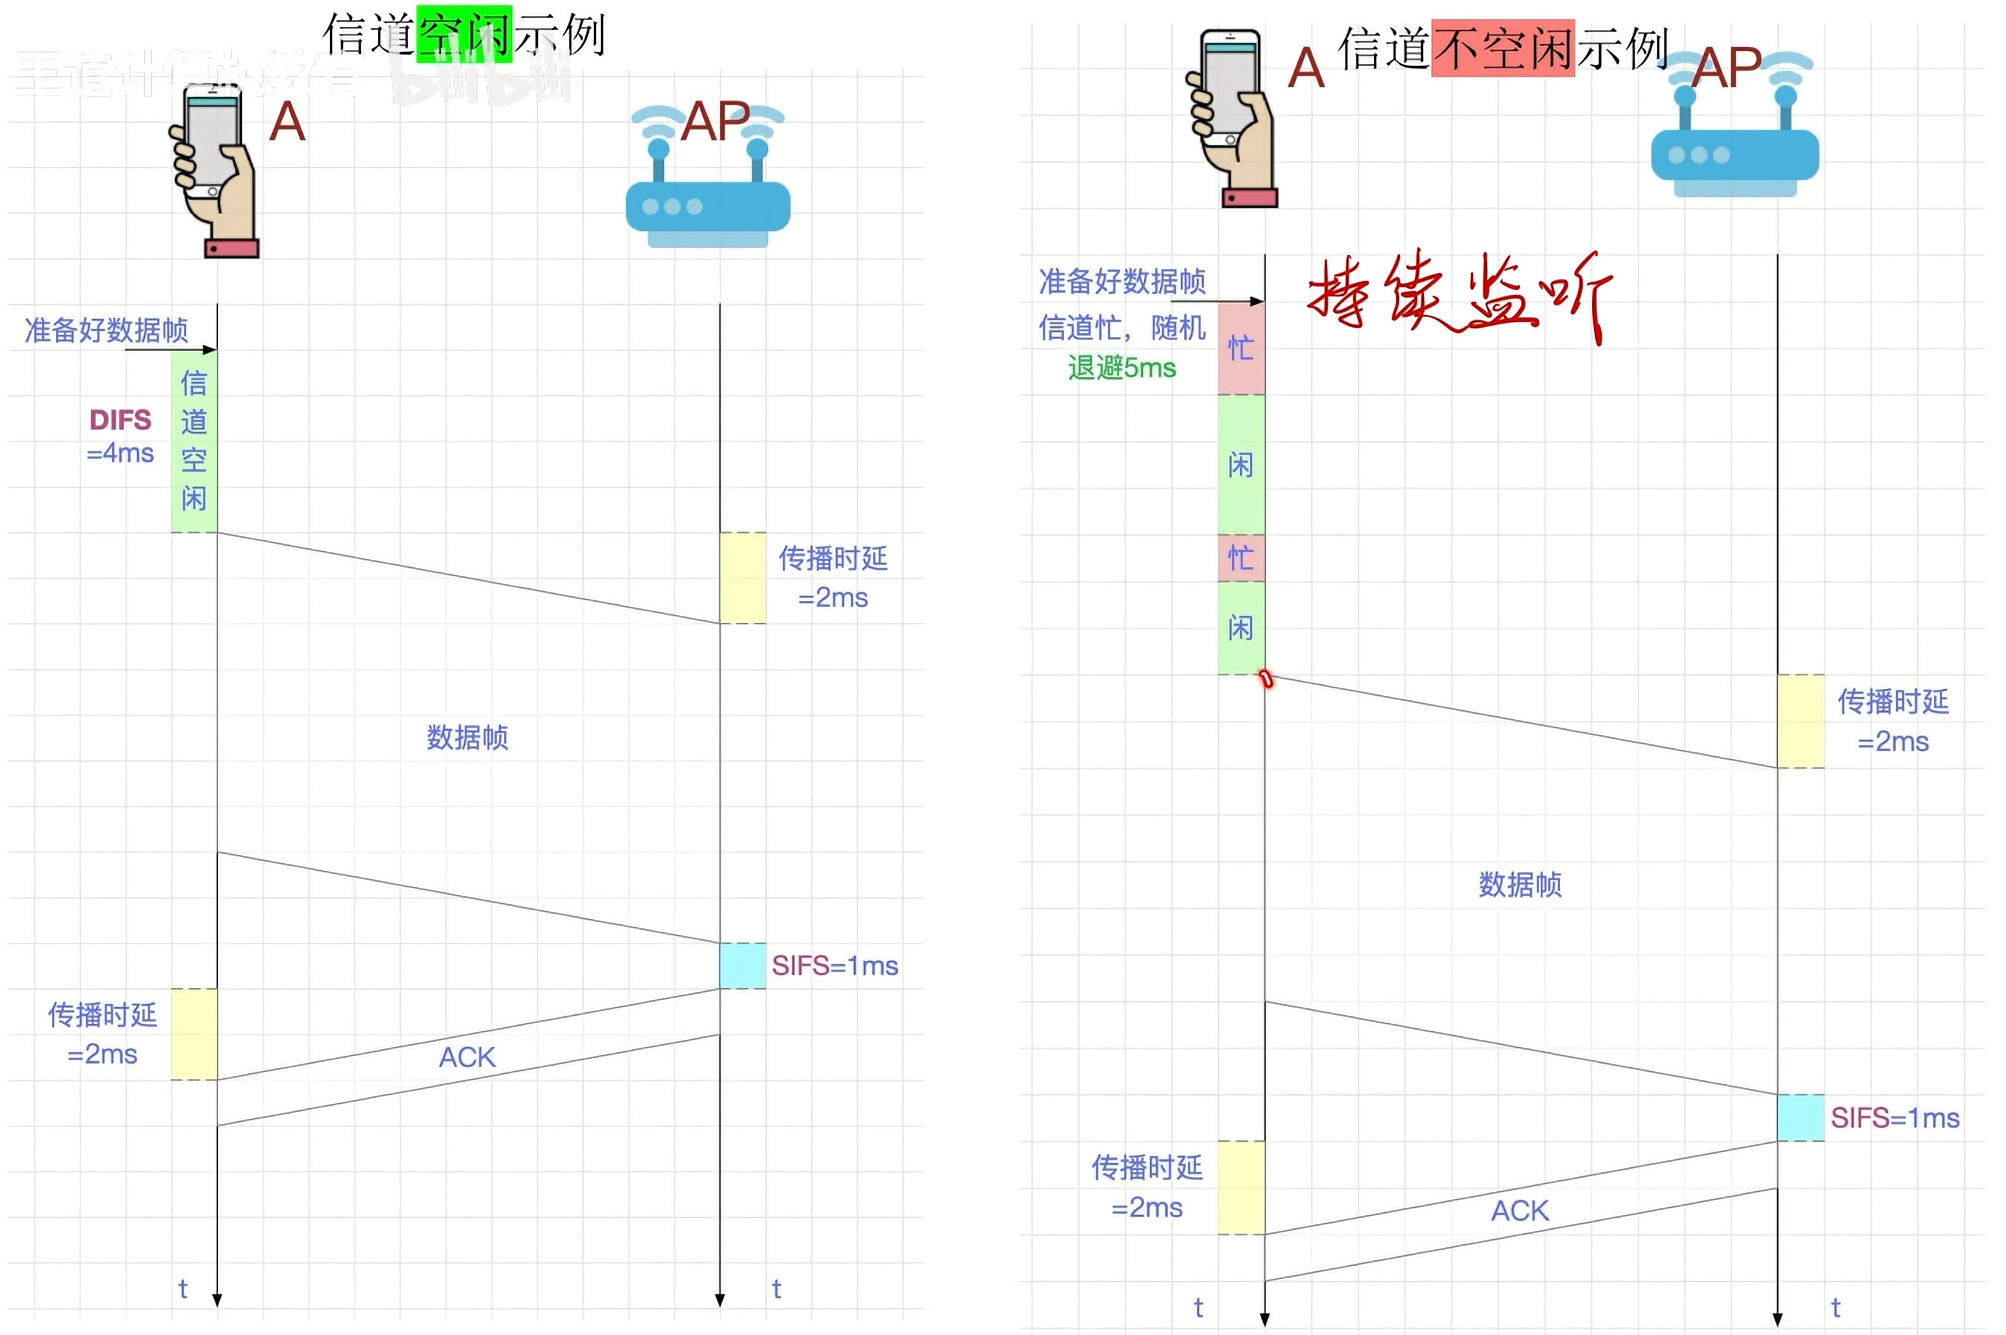 信道空闲示例
王道计算机教育
bilibili
A
AP
准备好数据帧
信道空闲
DIFS
=4ms
传播时延
=2ms
数据帧
SIFS=1ms
传播时延
=2ms
ACK
t
t
信道不空闲示例
A
AP
准备好数据帧
持续监听
信道忙，随机
退避5ms
忙
闲
忙
闲
传播时延
=2ms
数据帧
SIFS=1ms
传播时延
=2ms
ACK
t
t